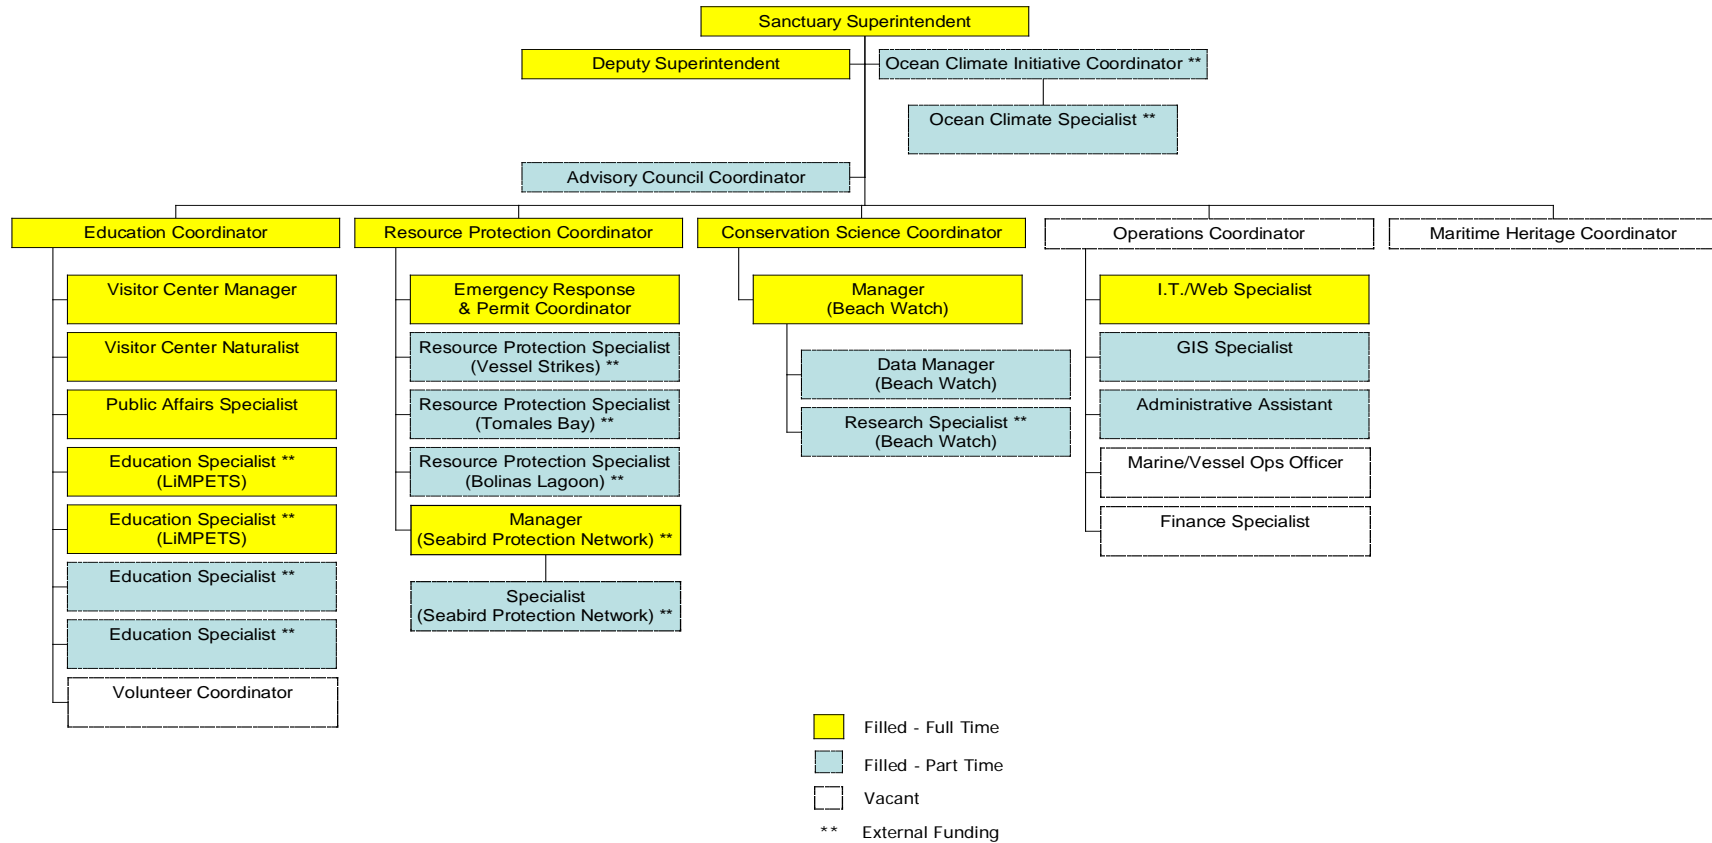 Sanctuary Superintendent
Deputy Superintendent
Ocean Climate Initiative Coordinator **
Ocean Climate Specialist **
Advisory Council Coordinator
Education Coordinator
Resource Protection Coordinator
Conservation Science Coordinator
Operations Coordinator
Maritime Heritage Coordinator
Visitor Center Manager
Visitor Center Naturalist
Public Affairs Specialist
Education Specialist **
(LiMPETS)
Education Specialist **
(LiMPETS)
Education Specialist **
Education Specialist **
Volunteer Coordinator
Emergency Response
& Permit Coordinator
Resource Protection Specialist
(Vessel Strikes) **
Resource Protection Specialist
(Tomales Bay) **
Resource Protection Specialist
(Bolinas Lagoon) **
Manager
(Seabird Protection Network) **
Specialist
(Seabird Protection Network) **
Manager
(Beach Watch)
Data Manager
(Beach Watch)
Research Specialist **
(Beach Watch)
I.T./Web Specialist
GIS Specialist
Administrative Assistant
Marine/Vessel Ops Officer
Finance Specialist
Filled - Full Time
Filled - Part Time
Vacant
** External Funding